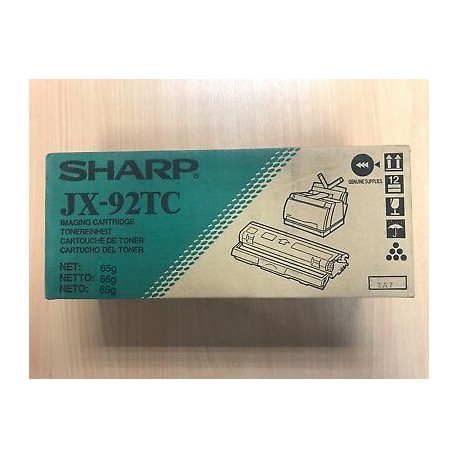 SHARP®
JX-92TC
IMAGING CARTRIDGE
TONEREINHEIT
CARTOUCHE DE TONER
CARTUCHO DEL TONER
NET: 65g
NETTO: 65g
NETO: 65g
GENUINE SUPPLIES
12
7A7